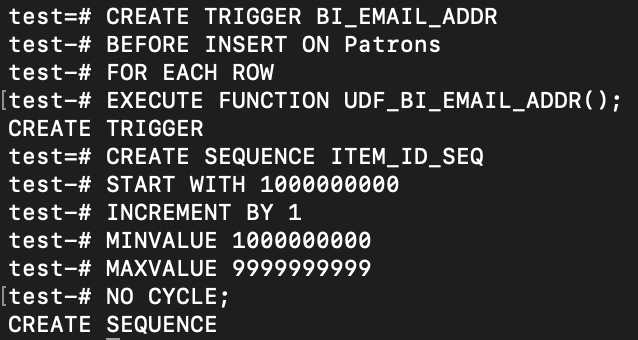 test=# CREATE TRIGGER BI_EMAIL_ADDR
test-# BEFORE INSERT ON Patrons
test-# FOR EACH ROW
[test-# EXECUTE FUNCTION UDF_BI_EMAIL_ADDR();
CREATE TRIGGER
test=# CREATE SEQUENCE ITEM_ID_SEQ
test-# START WITH 1000000000
test-# INCREMENT BY 1
test-# MINVALUE 1000000000
test-# MAXVALUE 9999999999
[test-# NO CYCLE;
CREATE SEQUENCE